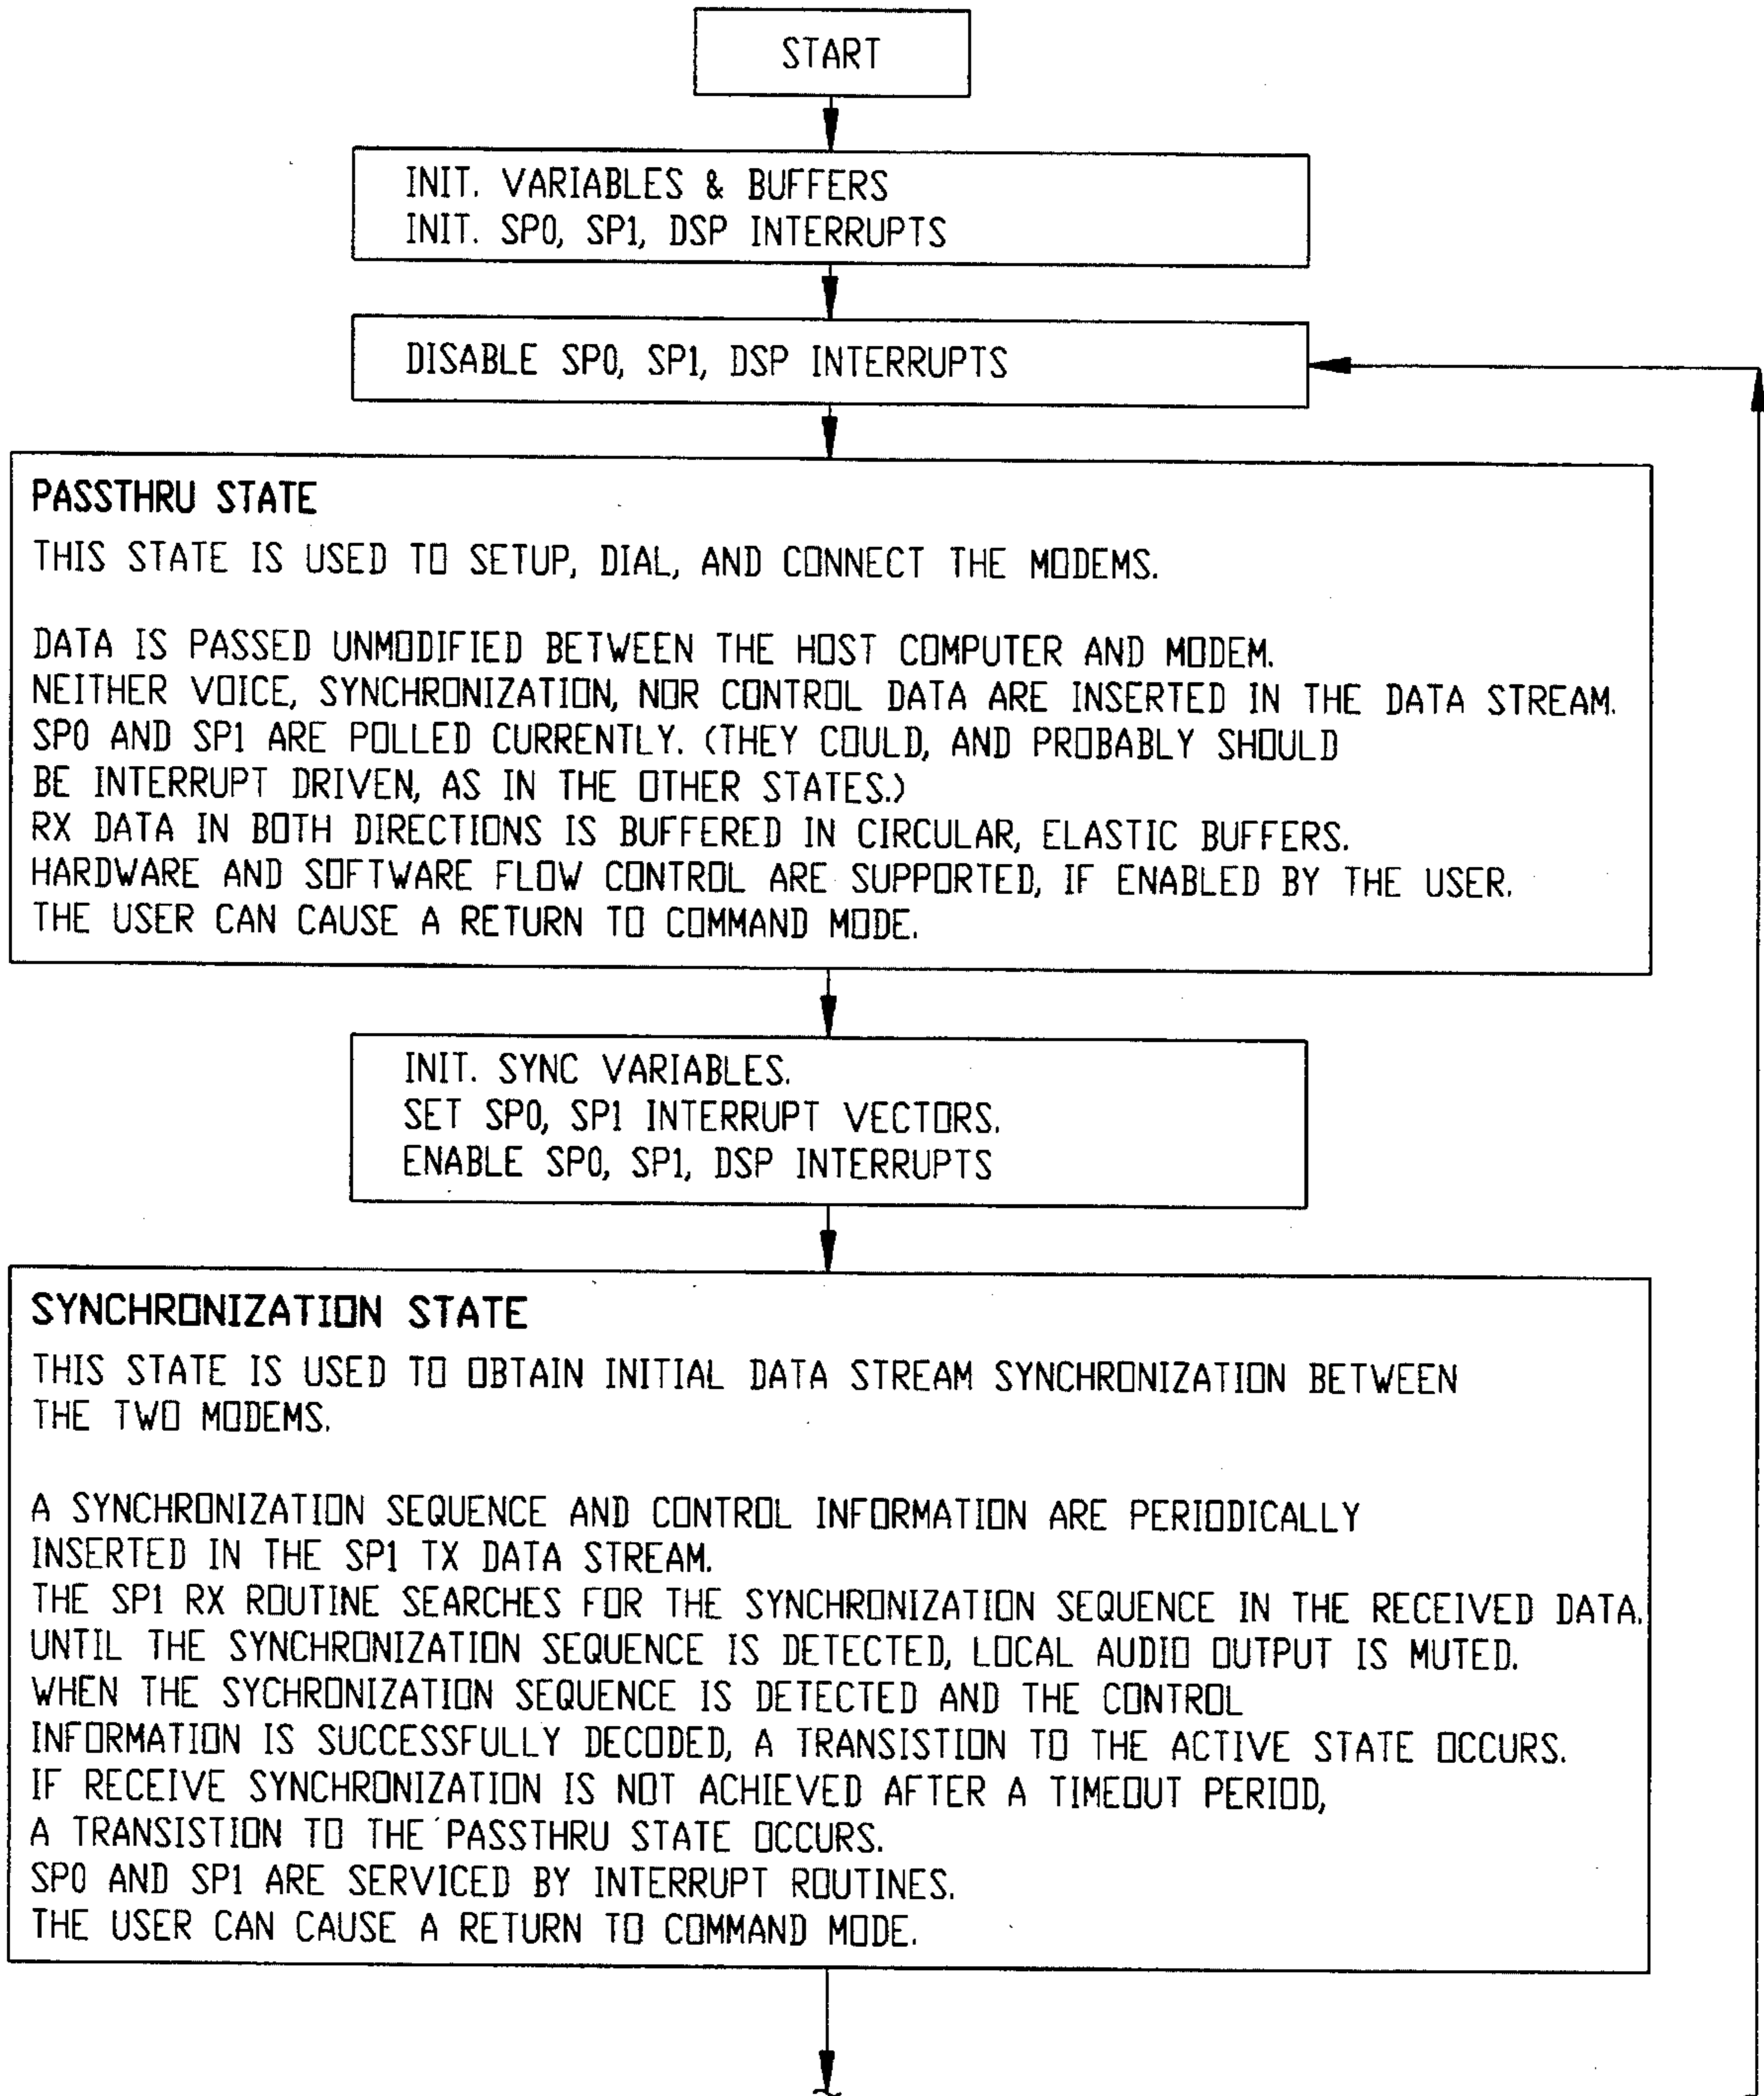 START
INIT. VARIABLES & BUFFERS
INIT. SP0, SP1, DSP INTERRUPTS
DISABLE SP0, SP1, DSP INTERRUPTS
PASSTHRU STATE
THIS STATE IS USED TO SETUP, DIAL, AND CONNECT THE MODEMS.
DATA IS PASSED UNMODIFIED BETWEEN THE HOST COMPUTER AND MODEM.
NEITHER VOICE, SYNCHRONIZATION, NOR CONTROL DATA ARE INSERTED IN THE DATA STREAM.
SP0 AND SP1 ARE POLLED CURRENTLY. (THEY COULD, AND PROBABLY SHOULD
BE INTERRUPT DRIVEN, AS IN THE OTHER STATES.)
RX DATA IN BOTH DIRECTIONS IS BUFFERED IN CIRCULAR, ELASTIC BUFFERS.
HARDWARE AND SOFTWARE FLOW CONTROL ARE SUPPORTED, IF ENABLED BY THE USER.
THE USER CAN CAUSE A RETURN TO COMMAND MODE.
INIT. SYNC VARIABLES.
SET SP0, SP1 INTERRUPT VECTORS.
ENABLE SP0, SP1, DSP INTERRUPTS
SYNCHRONIZATION STATE
THIS STATE IS USED TO OBTAIN INITIAL DATA STREAM SYNCHRONIZATION BETWEEN
THE TWO MODEMS.
A SYNCHRONIZATION SEQUENCE AND CONTROL INFORMATION ARE PERIODICALLY
INSERTED IN THE SP1 TX DATA STREAM.
THE SP1 RX ROUTINE SEARCHES FOR THE SYNCHRONIZATION SEQUENCE IN THE RECEIVED DATA.
UNTIL THE SYNCHRONIZATION SEQUENCE IS DETECTED, LOCAL AUDIO OUTPUT IS MUTED.
WHEN THE SYCHRONIZATION SEQUENCE IS DETECTED AND THE CONTROL
INFORMATION IS SUCCESSFULLY DECODED, A TRANSISTION TO THE ACTIVE STATE OCCURS.
IF RECEIVE SYNCHRONIZATION IS NOT ACHIEVED AFTER A TIMEOUT PERIOD,
A TRANSISTION TO THE PASSTHRU STATE OCCURS.
SP0 AND SP1 ARE SERVICED BY INTERRUPT ROUTINES.
THE USER CAN CAUSE A RETURN TO COMMAND MODE.